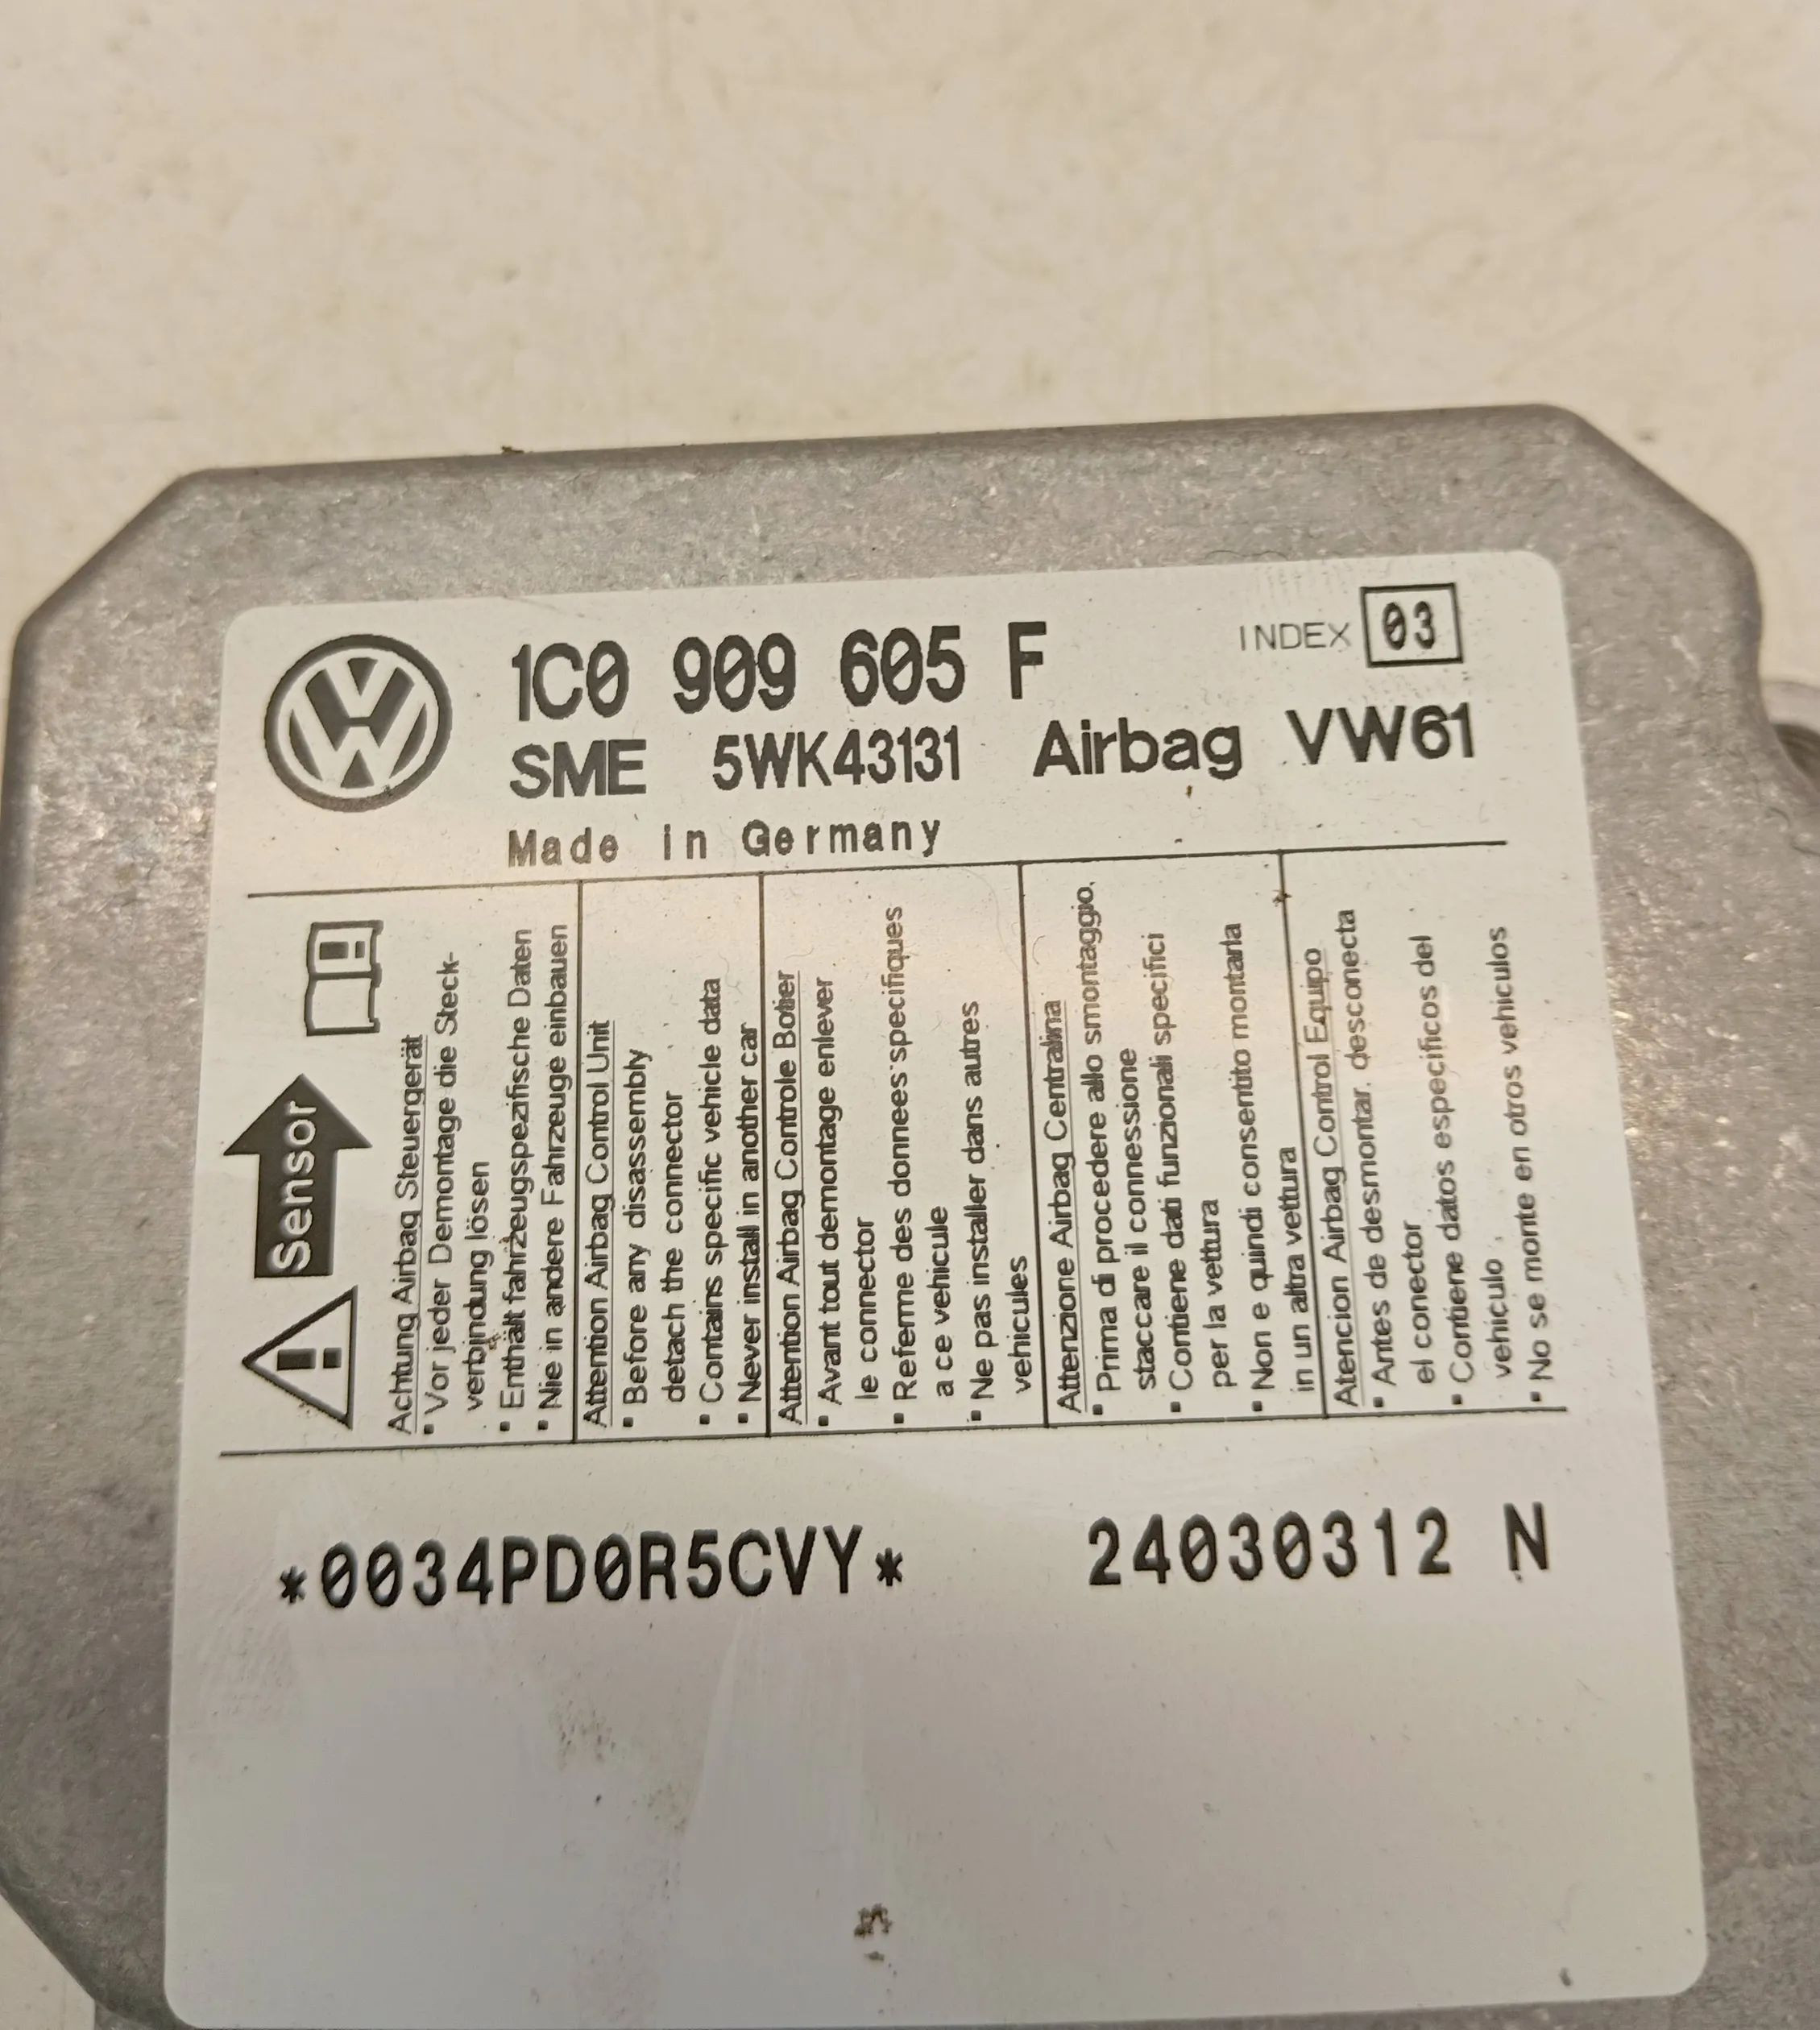 1C0 909 605 F
INDEX 03
SME 5WK43131 Airbag VW61
Made in Germany
Sensor
Achtung Airbag Steuergerät
• Vor jeder Demontage die Steck-
verbindung lösen
• Enthält fahrzeugspezifische Daten
• Nie in andere Fahrzeuge einbauen
Attention Airbag Control Unit
• Before any disassembly
detach the connector
• Contains specific vehicle data
• Never install in another car
Attention Airbag Controle Botier
• Avant tout demontage enlever
le connector
• Referme des donnees specifiques
a ce vehicule
• Ne pas installer dans autres
vehicules
Attenzione Airbag Centralina
• Prima di procedere allo smontaggio,
staccare il connessione
• Contiene dati funzionali specifici
per la vettura
• Non e quindi consentito montarla
in un altra vettura
Atencion Airbag Control Equipo
• Antes de desmontar. desconecta
el conector
• Contiene datos especificos del
vehiculo
• No se monte en otros vehiculos
*0034PD0R5CVY* 24030312 N